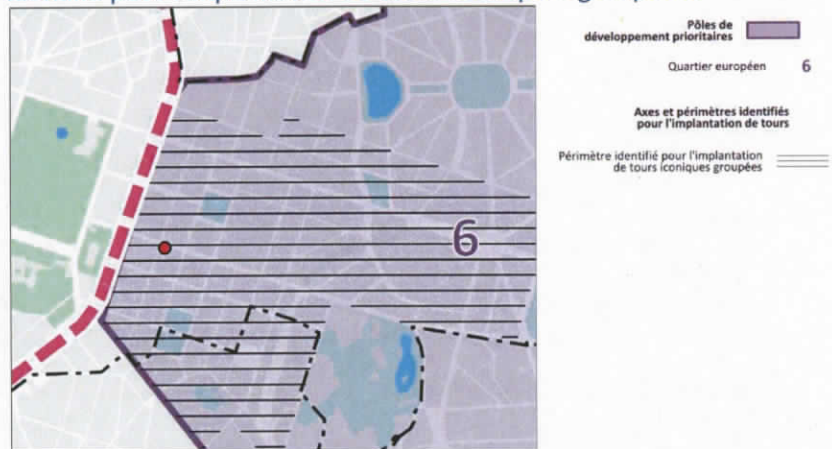 Pôles de
développement prioritaires
Quartier européen 6
Axes et périmètres identifiés
pour l'implantation de tours
Périmètre identifié pour l'implantation
de tours iconiques groupées
6